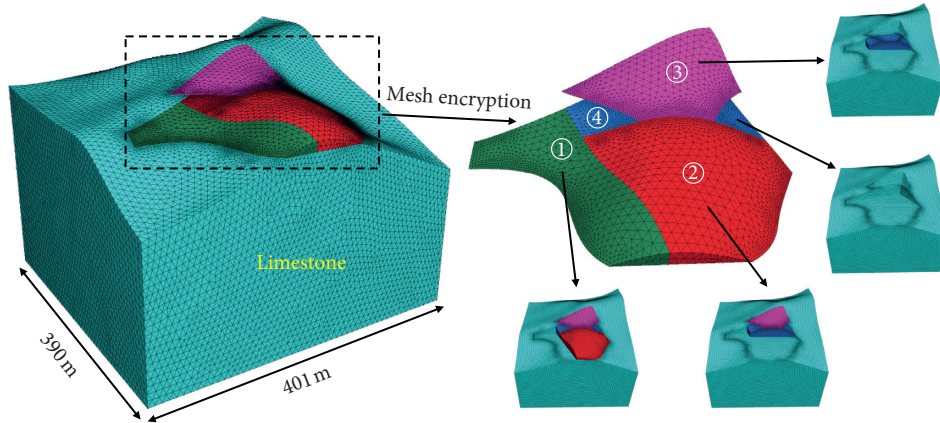 Mesh encryption
③
④
①
②
Limestone
390 m
401 m